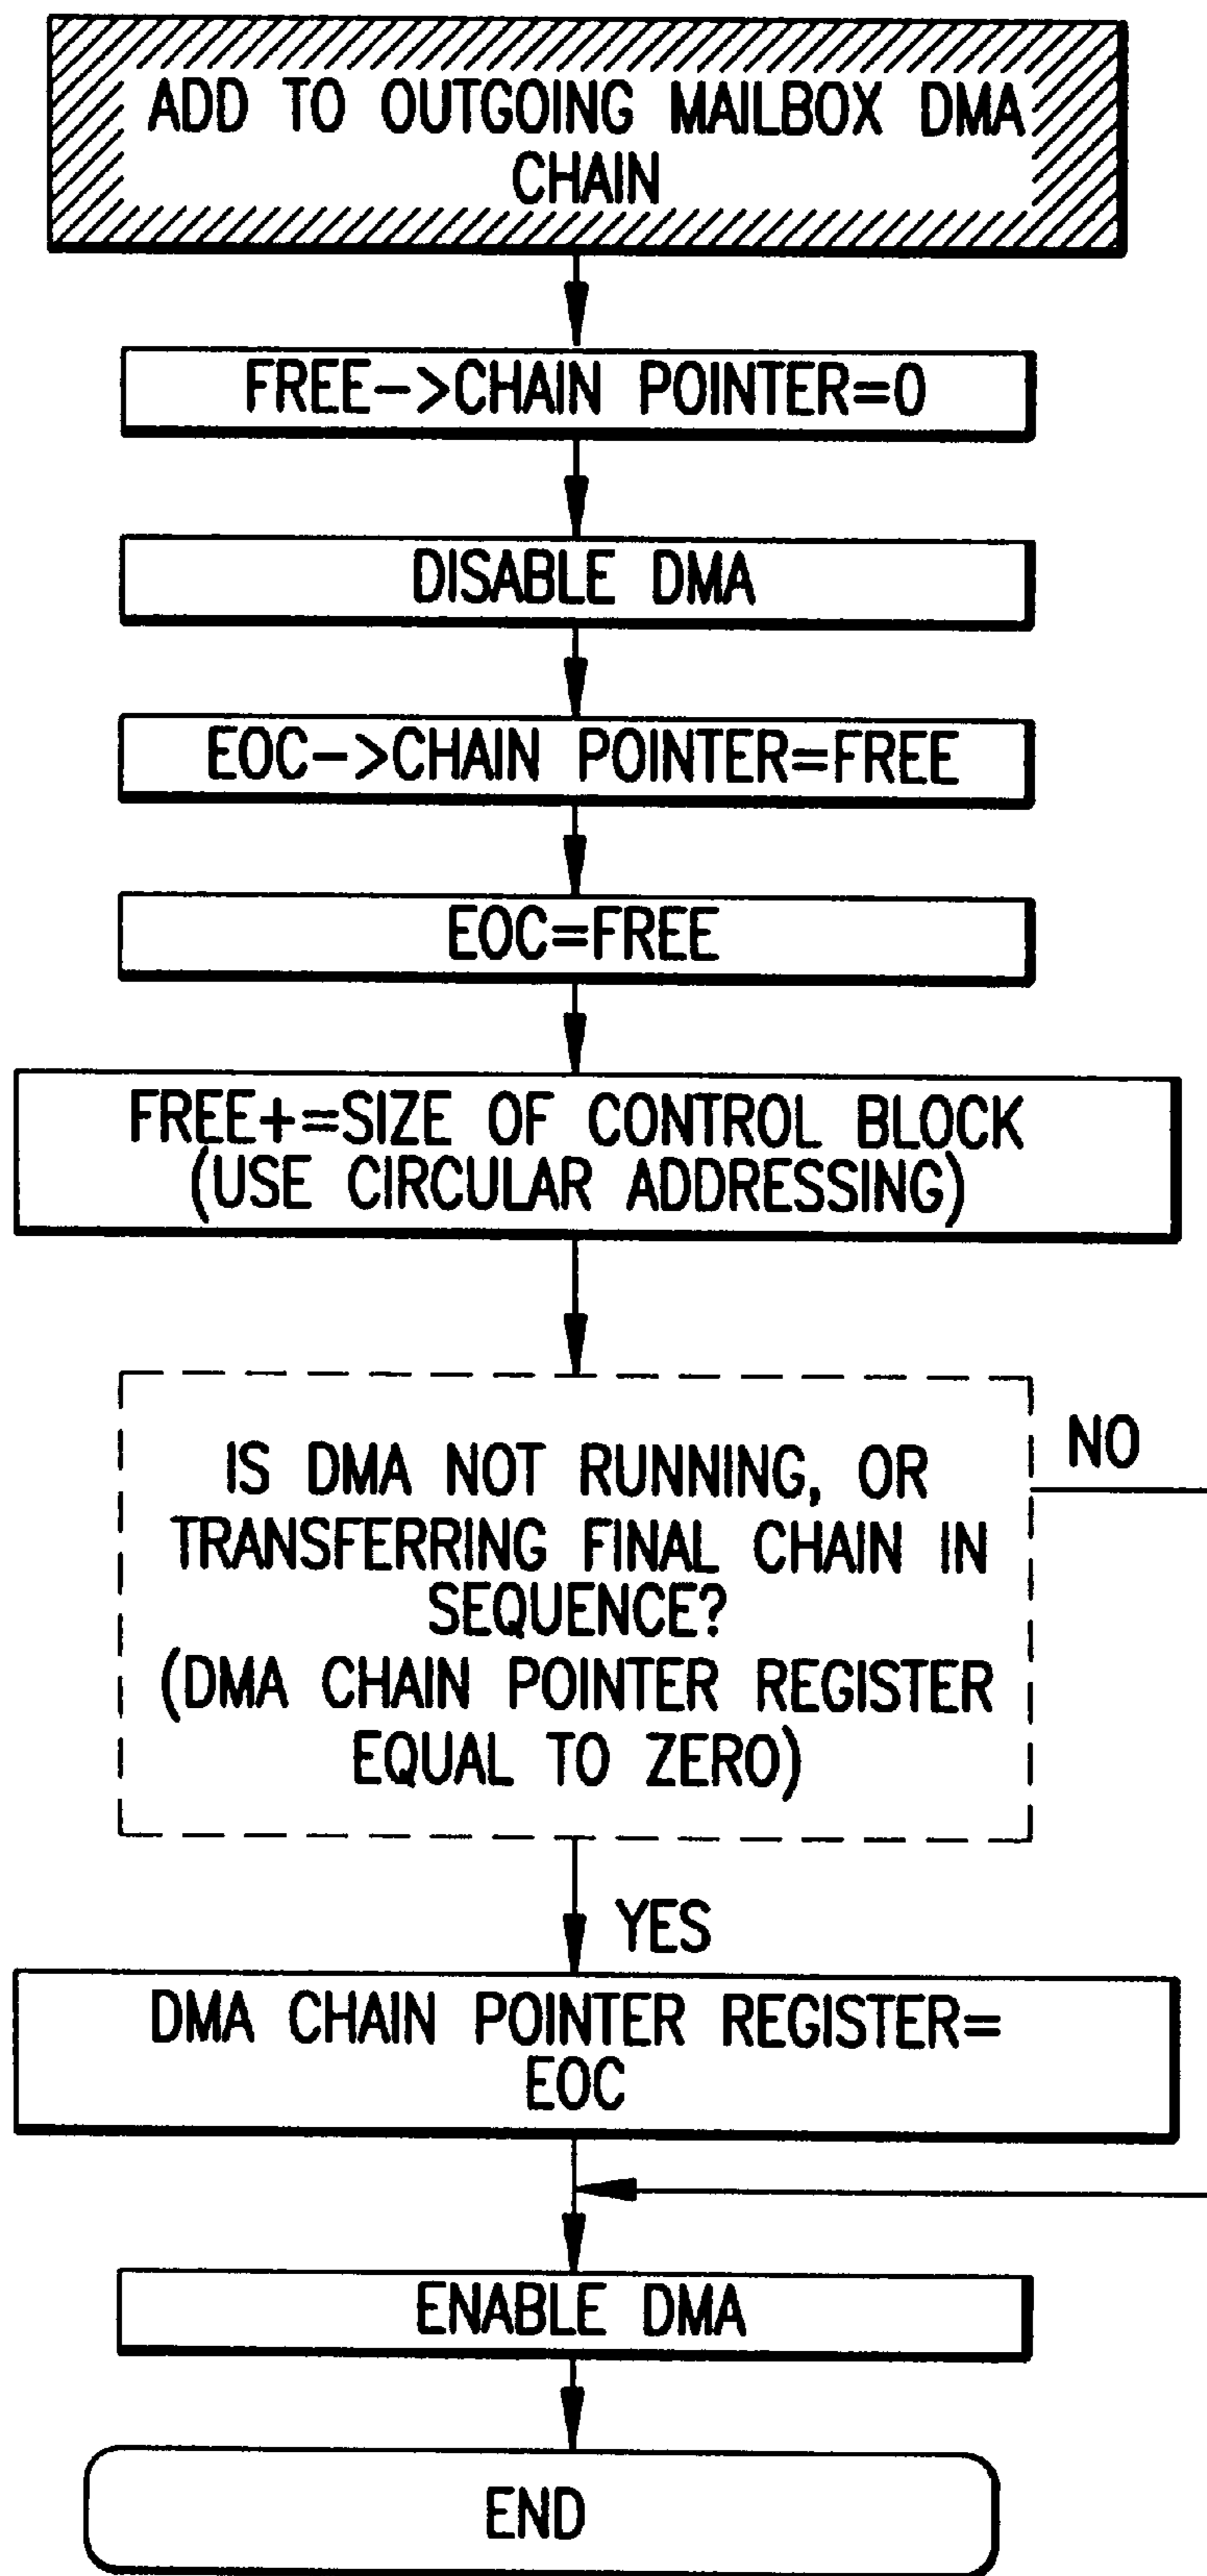 ADD TO OUTGOING MAILBOX DMA
CHAIN
FREE->CHAIN POINTER=0
DISABLE DMA
EOC->CHAIN POINTER=FREE
EOC=FREE
FREE+=SIZE OF CONTROL BLOCK
(USE CIRCULAR ADDRESSING)
IS DMA NOT RUNNING, OR
TRANSFERRING FINAL CHAIN IN
SEQUENCE?
(DMA CHAIN POINTER REGISTER
EQUAL TO ZERO)
NO
YES
DMA CHAIN POINTER REGISTER=
EOC
ENABLE DMA
END